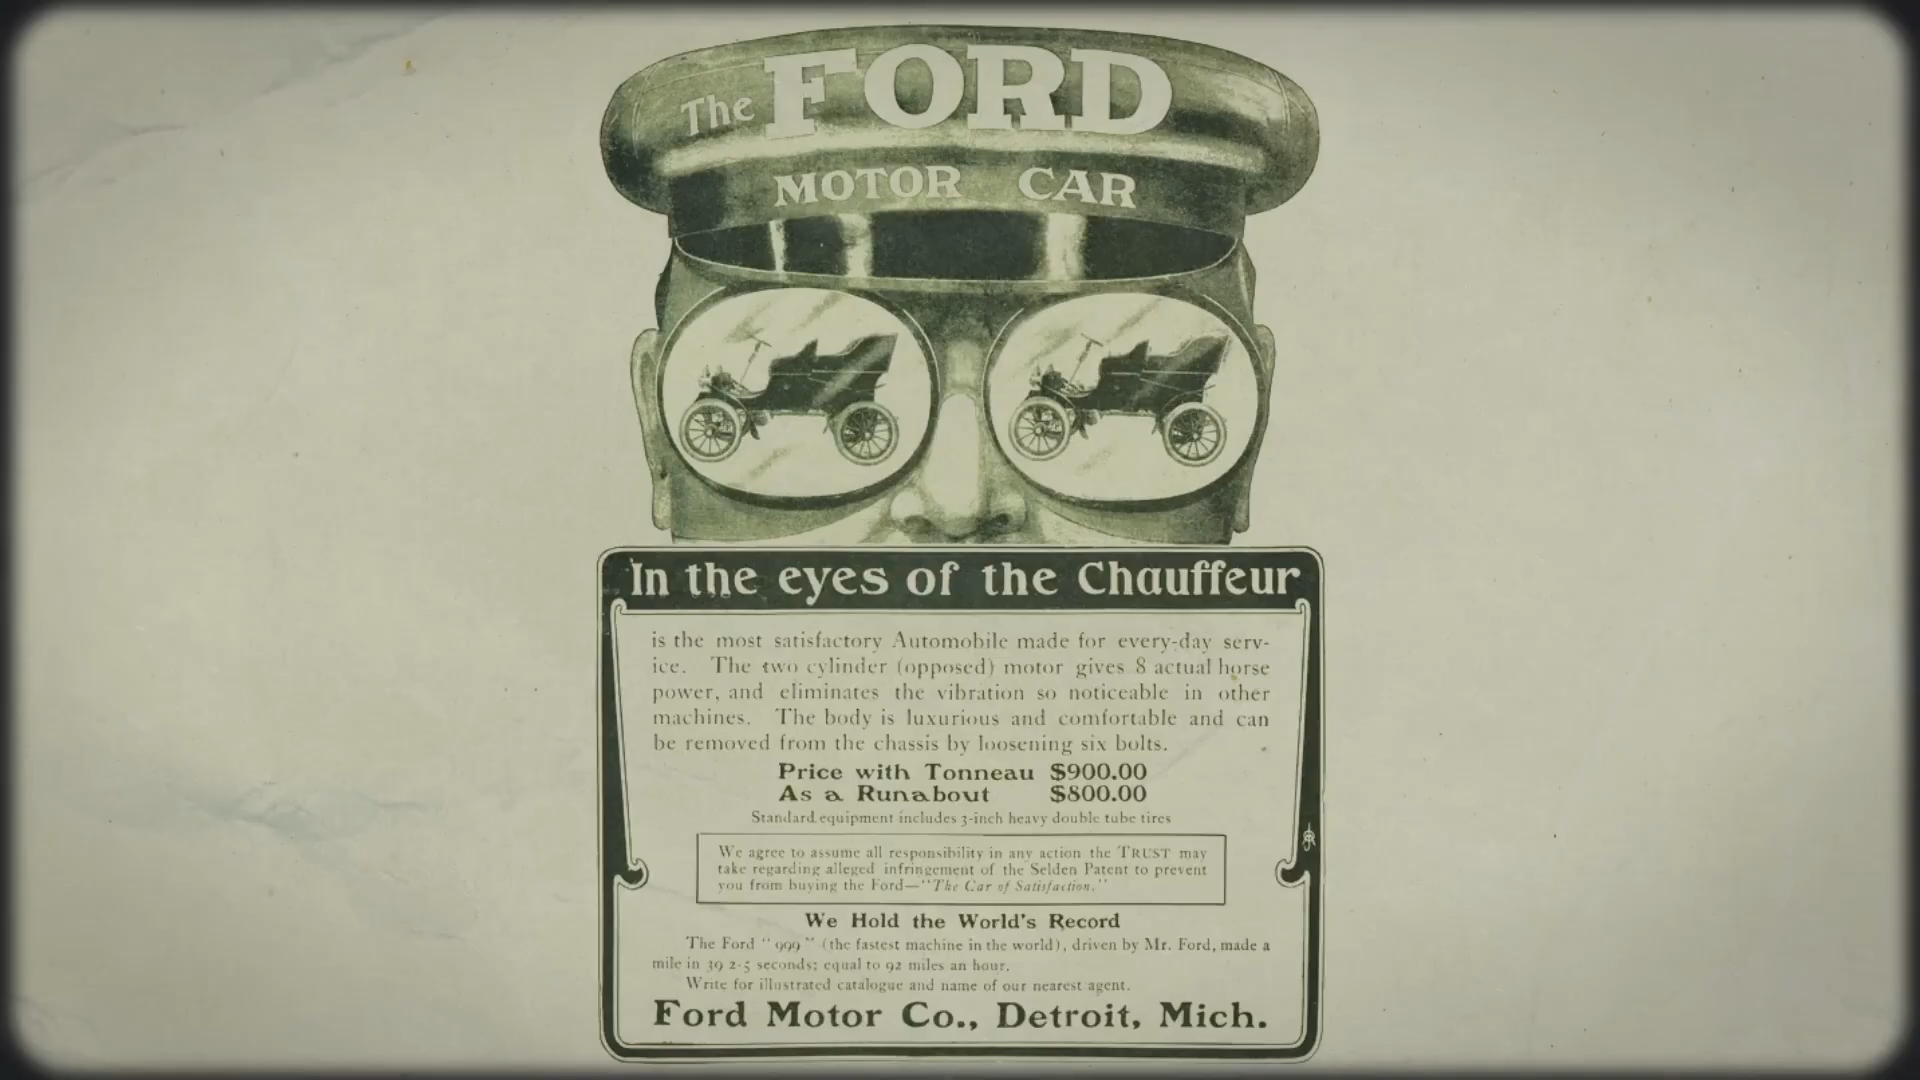 The FORD
MOTOR CAR
In the eyes of the Chauffeur
is the most satisfactory Automobile made for every-day serv-
ice. The two cylinder (opposed) motor gives 8 actual horse
power, and eliminates the vibration so noticeable in other
machines. The body is luxurious and comfortable and can
be removed from the chassis by loosening six bolts.
Price with Tonneau $900.00
As a Runabout $800.00
Standard equipment includes 3-inch heavy double tube tires
We agree to assume all responsibility in any action the TRUST may
take regarding alleged infringement of the Selden Patent to prevent
you from buying the Ford—"The Car of Satisfaction."
We Hold the World's Record
The Ford "999" (the fastest machine in the world), driven by Mr. Ford, made a
mile in 39 2-5 seconds; equal to 92 miles an hour.
Write for illustrated catalogue and name of our nearest agent.
Ford Motor Co., Detroit, Mich.